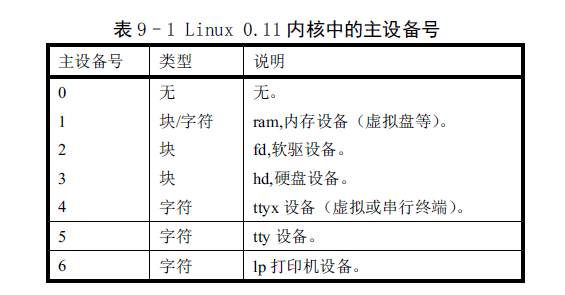 表 9-1 Linux 0.11 内核中的主设备号
主设备号 类型 说明
0 无 无。
1 块/字符 ram,内存设备（虚拟盘等）。
2 块 fd,软驱设备。
3 块 hd,硬盘设备。
4 字符 ttyx 设备（虚拟或串行终端）。
5 字符 tty 设备。
6 字符 lp 打印机设备。